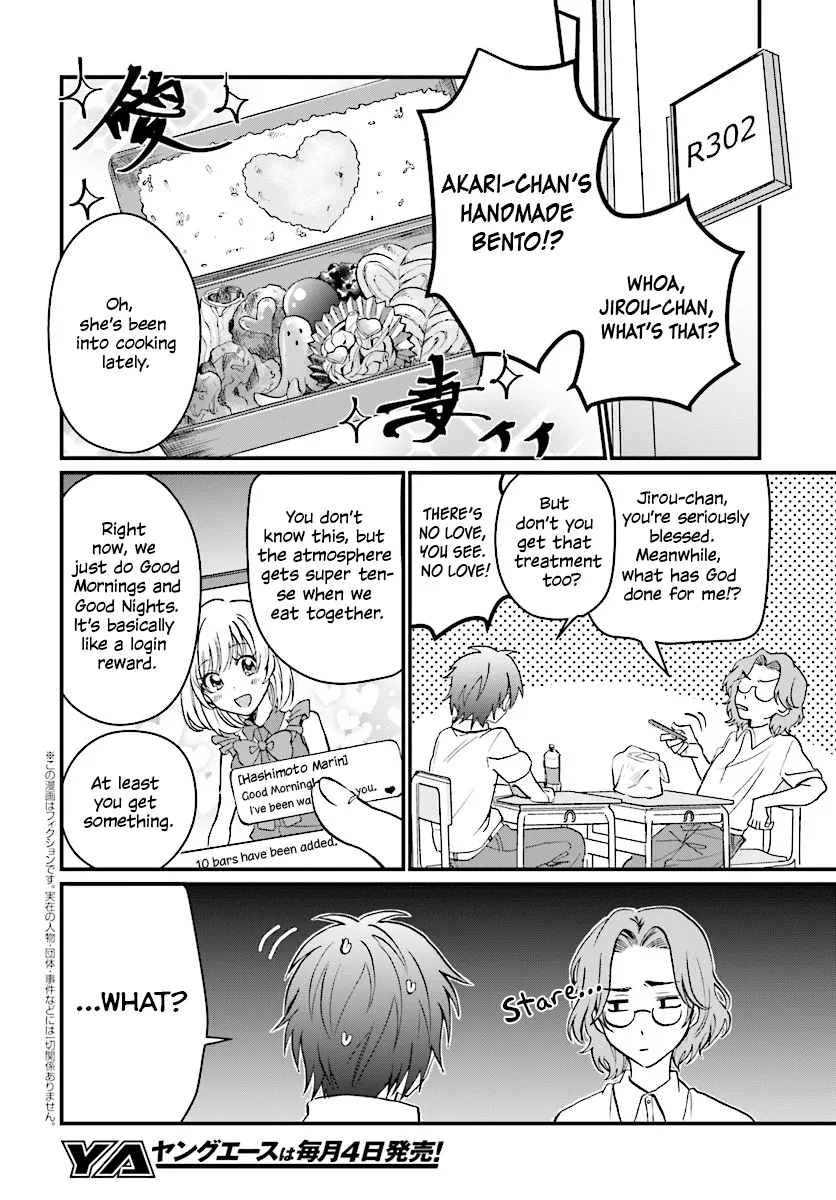 R302
WHOA,
JIROU-CHAN,
WHAT'S THAT?
AKARI-CHAN'S
HANDMADE
BENTO!?
愛
妻
ィィ
Oh,
she's been
into cooking
lately.
Jirou-chan,
you're seriously
blessed.
Meanwhile,
what has God
done for me!?
But
don't you
get that
treatment
too?
THERE'S
NO LOVE,
YOU SEE.
NO LOVE!
You don't
know this, but
the atmosphere
gets super ten-
se when we
eat together.
Right
now, we
just do Good
Mornings and
Good Nights.
It's basically
like a login
reward.
[Hashimoto Marin]
Good Morning!
you.
I've been
10 bars have been added.
At least
you get
something.
Stare...
...WHAT?
※この漫画はフィクションです。実在の人物・団体・事件などには一切関係ありません。
YA ヤングエースは毎月4日発売!